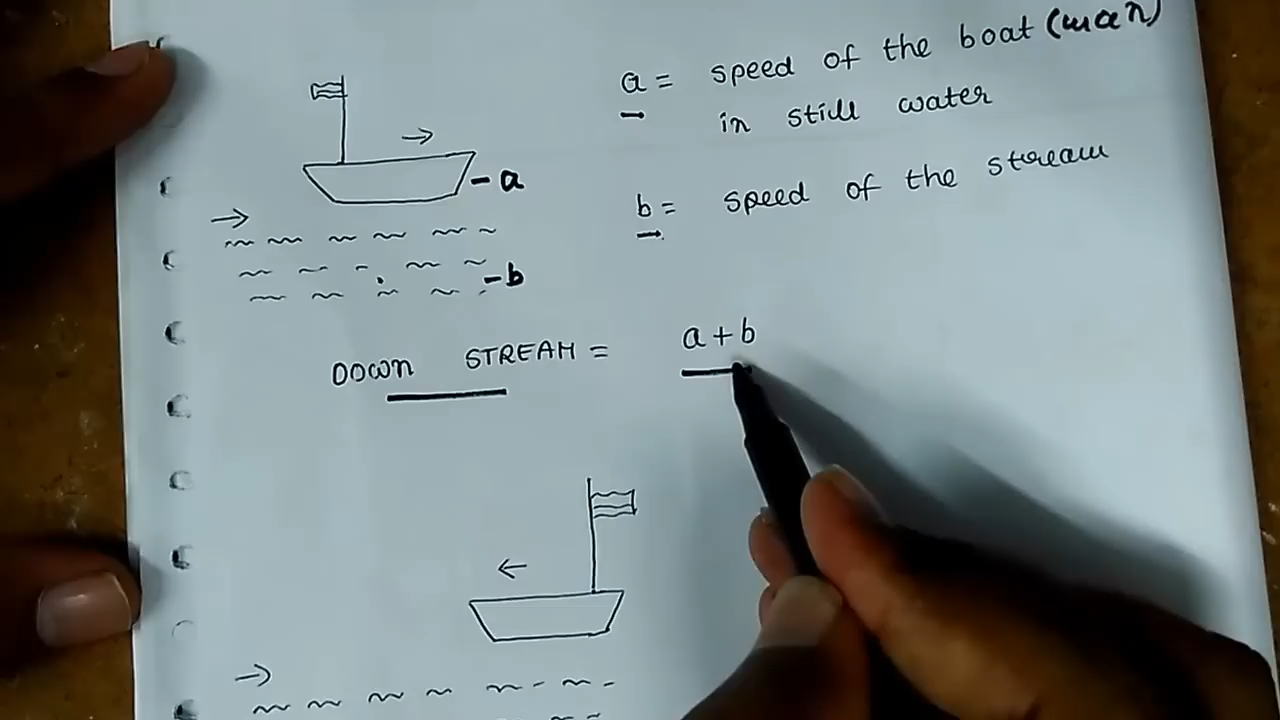 a = speed of the boat (man)
in still water
- a
b = speed of the stream
- b
DOWN STREAM = a + b